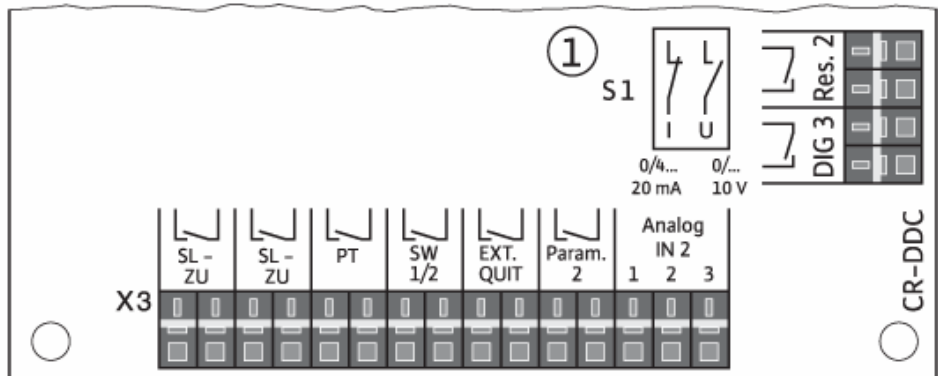 ①
S1
I U
0/4... 0/...
20 mA 10 V
Res. 2
DIG 3
CR-DDC
X3
SL -
ZU
SL -
ZU
PT
SW
1/2
EXT.
QUIT
Param.
2
Analog
IN 2
1 2 3